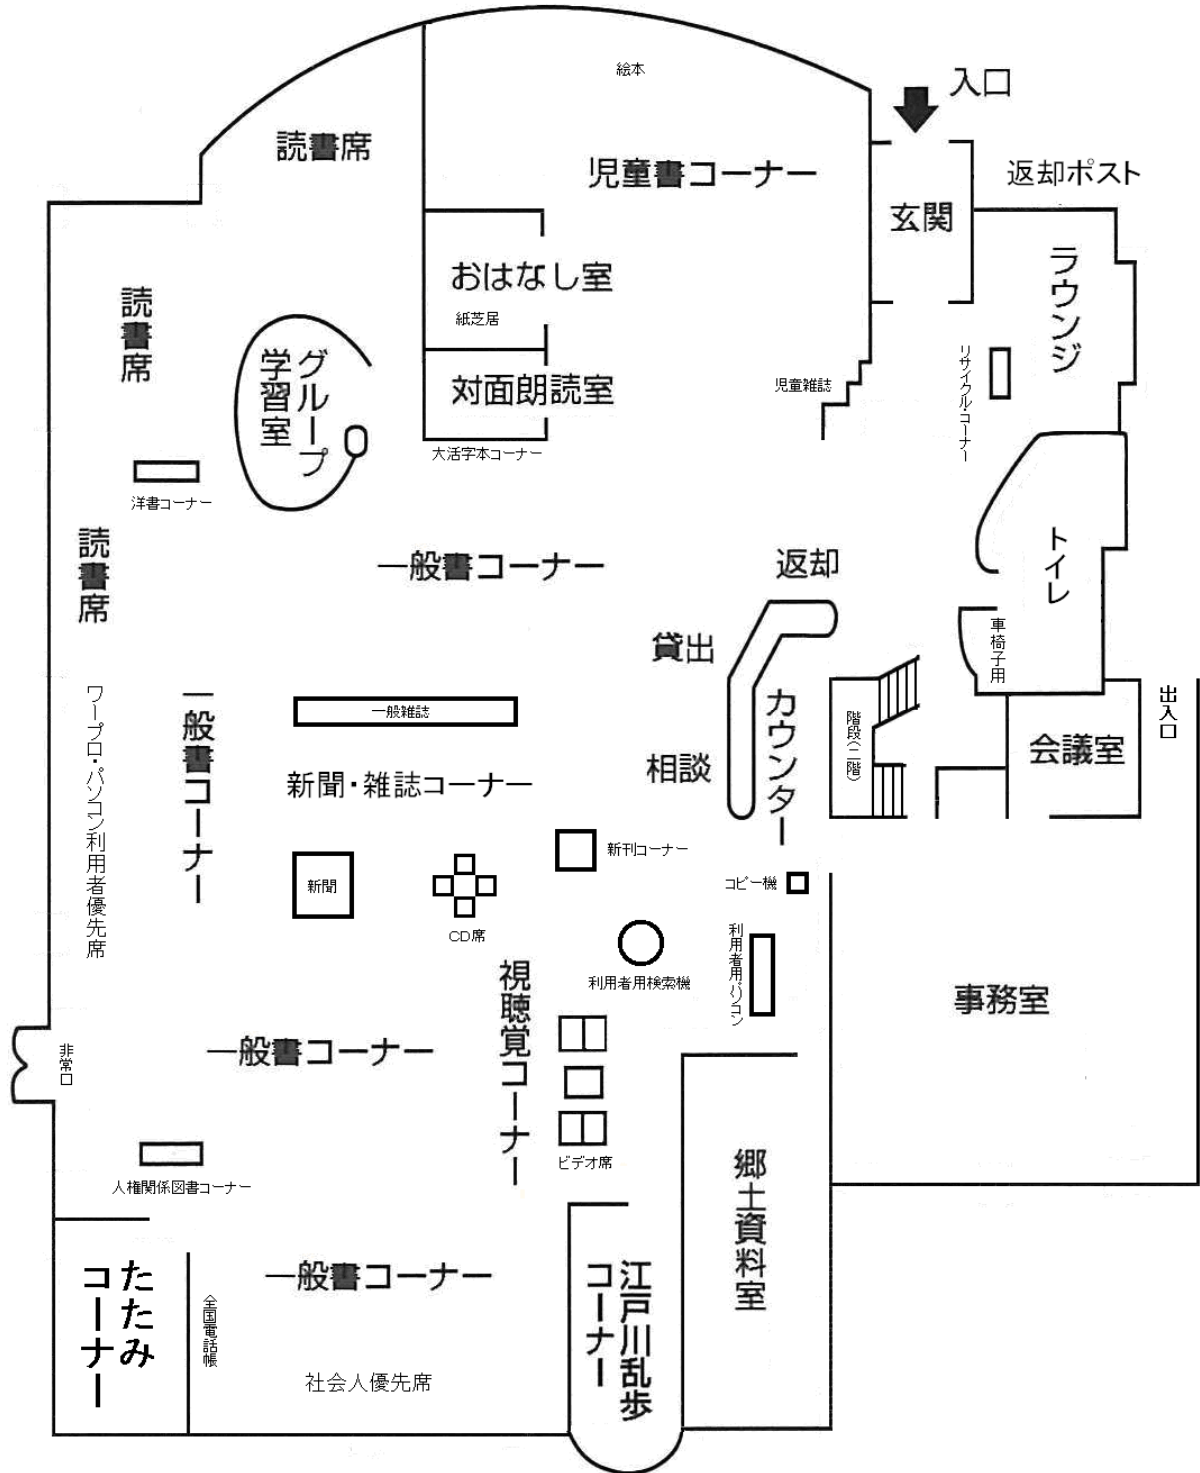 絵本
入口
読書席
児童書コーナー
返却ポスト
玄関
ラウンジ
おはなし室
紙芝居
読書席
グループ
学習室
対面朗読室
児童雑誌
リサイクル・コーナー
大活字本コーナー
洋書コーナー
読書席
一般書コーナー
返却
トイレ
貸出
車椅子用
ワープロ・パソコン利用者優先席
一般書コーナー
一般雑誌
カウンター
階段(二階)
会議室
出入口
相談
新聞・雑誌コーナー
新刊コーナー
新聞
コピー機
CD席
利用者用検索機
利用者用パソコン
視聴覚コーナー
事務室
一般書コーナー
非常口
ビデオ席
人権関係図書コーナー
郷土資料室
たたみ
コーナー
全国電話帳
一般書コーナー
江戸川乱歩
コーナー
社会人優先席